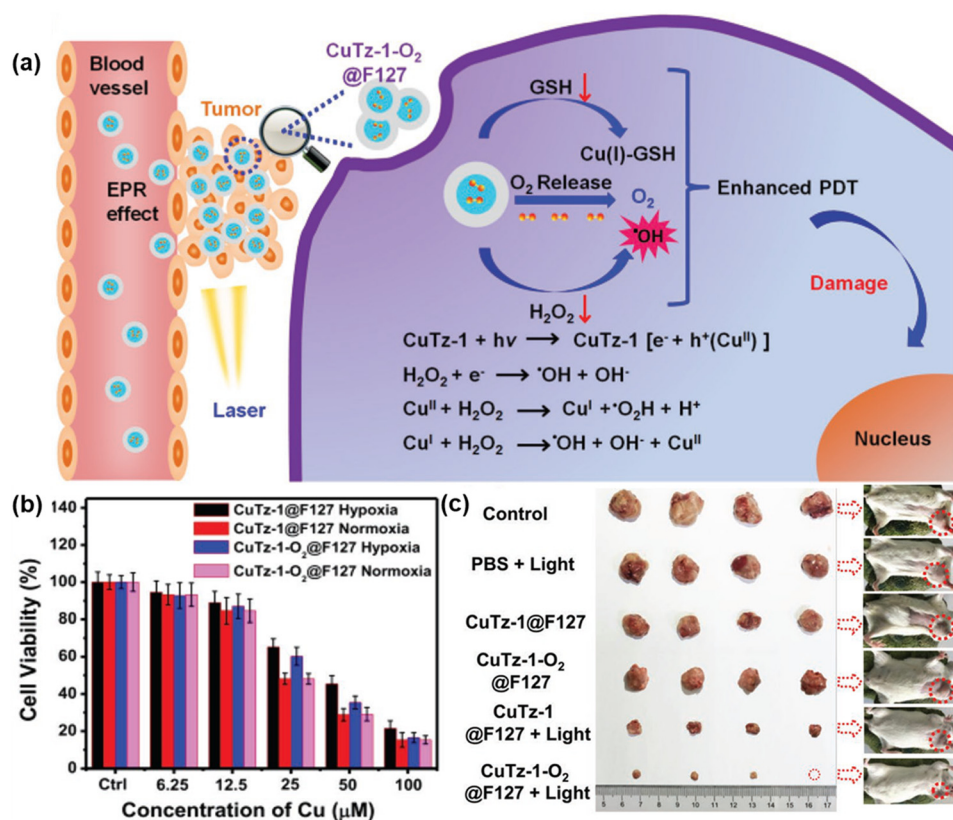 (a)
Blood
vessel
EPR
effect
Tumor
CuTz-1-O₂
@F127
Laser
GSH
Cu(I)-GSH
O₂ Release
O₂
•OH
H₂O₂
Enhanced PDT
Damage
CuTz-1 + hν → CuTz-1 [e⁻ + h⁺(Cuᴵᴵ) ]
H₂O₂ + e⁻ → •OH + OH⁻
Cuᴵᴵ + H₂O₂ → Cuᴵ + •O₂H + H⁺
Cuᴵ + H₂O₂ → •OH + OH⁻ + Cuᴵᴵ
Nucleus
(b)
CuTz-1@F127 Hypoxia
CuTz-1@F127 Normoxia
CuTz-1-O₂@F127 Hypoxia
CuTz-1-O₂@F127 Normoxia
Cell Viability (%)
140
120
100
80
60
40
20
0
Ctrl 6.25 12.5 25 50 100
Concentration of Cu (μM)
(c)
Control
PBS + Light
CuTz-1@F127
CuTz-1-O₂
@F127
CuTz-1
@F127 + Light
CuTz-1-O₂
@F127 + Light
5 6 7 8 9 10 11 12 13 14 15 16 17